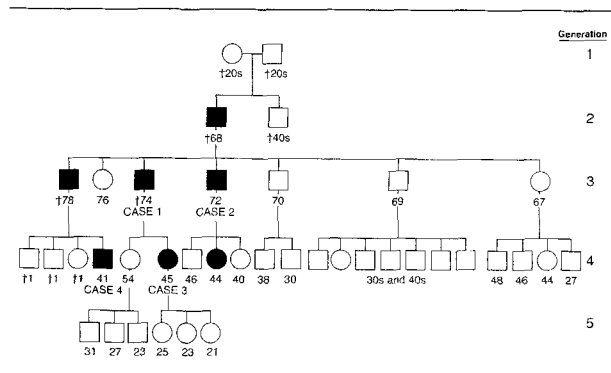 Generation
1
†20s †20s
2
†68 †40s
3
†78 76 †74 72 70 69 67
CASE 1 CASE 2
4
†1 †1 †1 41 54 45 46 44 40 38 30 30s and 40s 48 46 44 27
CASE 4 CASE 3
5
31 27 23 25 23 21